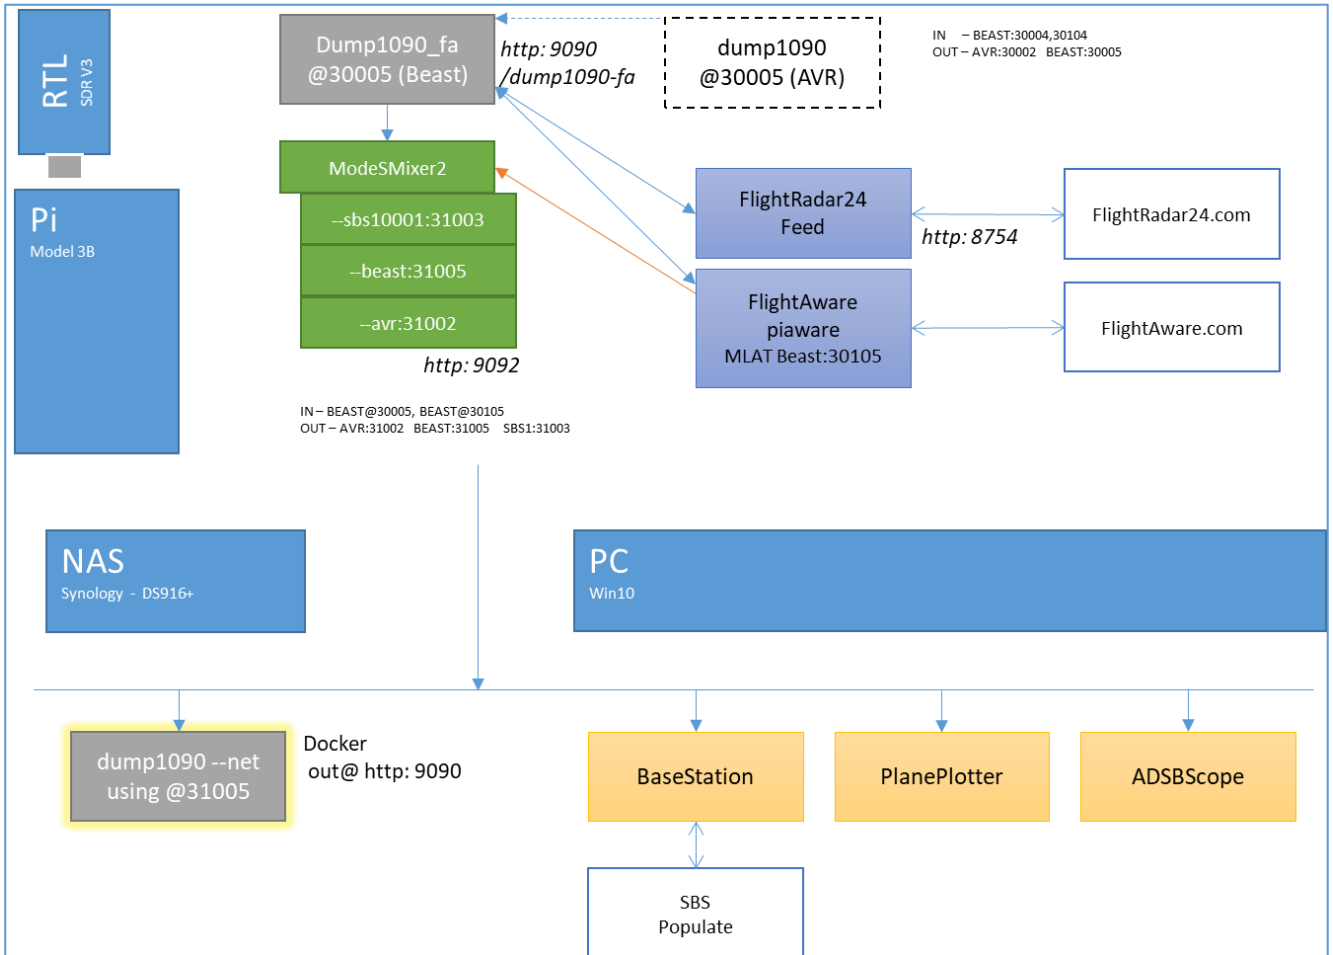 RTL
SDR V3
Dump1090_fa
@30005 (Beast)
http: 9090
/dump1090-fa
dump1090
@30005 (AVR)
IN – BEAST:30004,30104
OUT – AVR:30002 BEAST:30005
ModeSMixer2
--sbs10001:31003
--beast:31005
--avr:31002
http: 9092
Pi
Model 3B
FlightRadar24
Feed
http: 8754
FlightRadar24.com
FlightAware
piaware
MLAT Beast:30105
FlightAware.com
IN – BEAST@30005, BEAST@30105
OUT – AVR:31002 BEAST:31005 SBS1:31003
NAS
Synology - DS916+
PC
Win10
dump1090 --net
using @31005
Docker
out@ http: 9090
BaseStation
PlanePlotter
ADSBScope
SBS
Populate